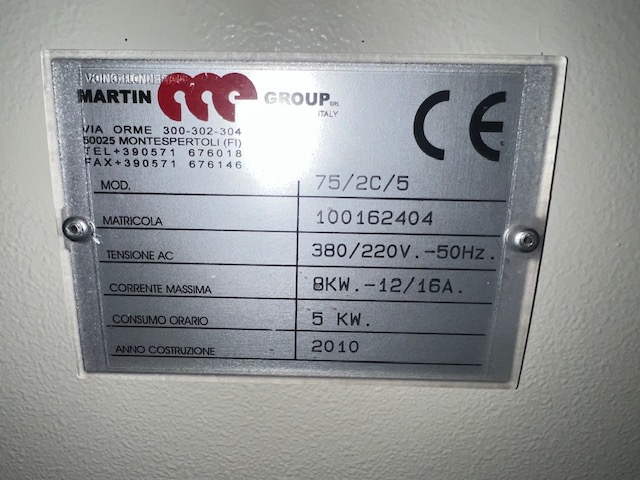 MARTIN GROUP SRL
ITALY
VIA ORME 300-302-304
50025 MONTESPERTOLI (FI)
TEL+390571 676018
FAX+390571 676146
CE
MOD. 75/2C/5
MATRICOLA 100162404
TENSIONE AC 380/220V.-50Hz.
CORRENTE MASSIMA 8KW.-12/16A.
CONSUMO ORARIO 5 KW.
ANNO COSTRUZIONE 2010